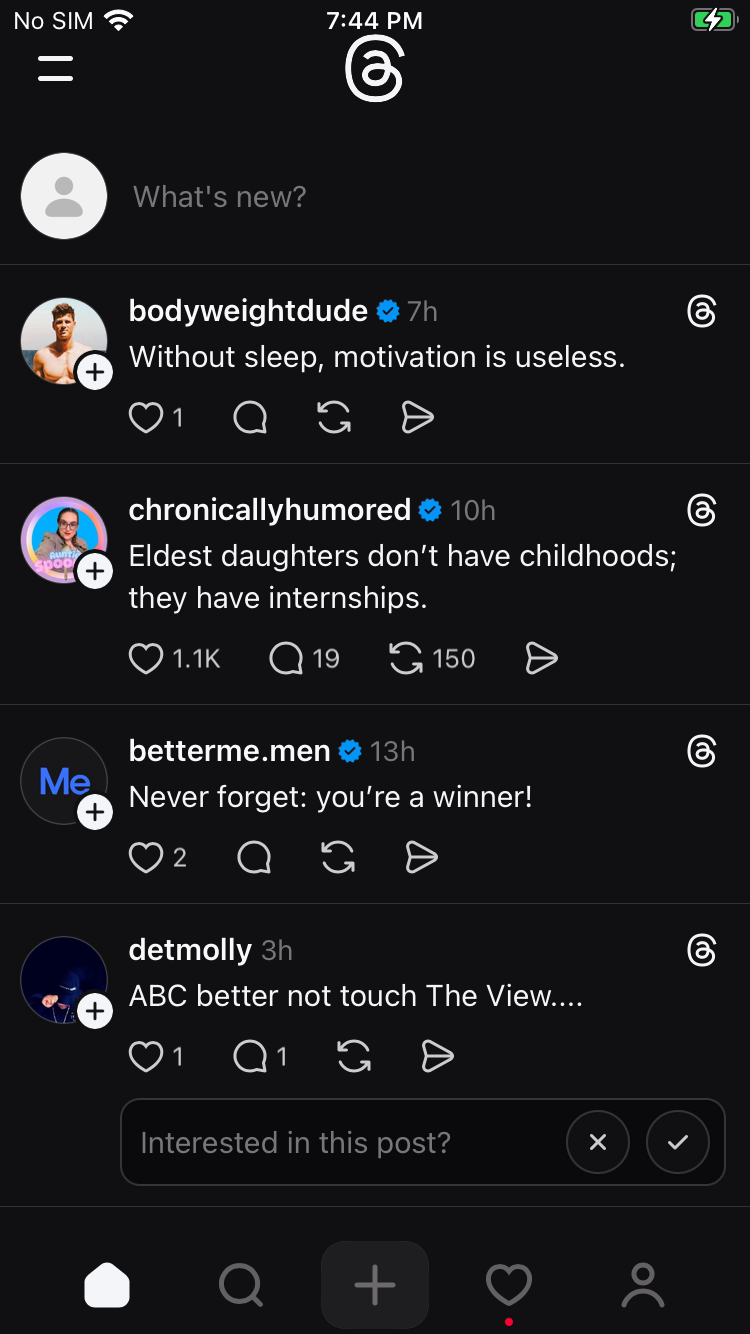 No SIM 7:44 PM
What's new?
bodyweightdude 7h
Without sleep, motivation is useless.
1
chronicallyhumored 10h
Eldest daughters don’t have childhoods;
they have internships.
1.1K 19 150
Me
betterme.men 13h
Never forget: you’re a winner!
2
detmolly 3h
ABC better not touch The View....
1 1
Interested in this post?